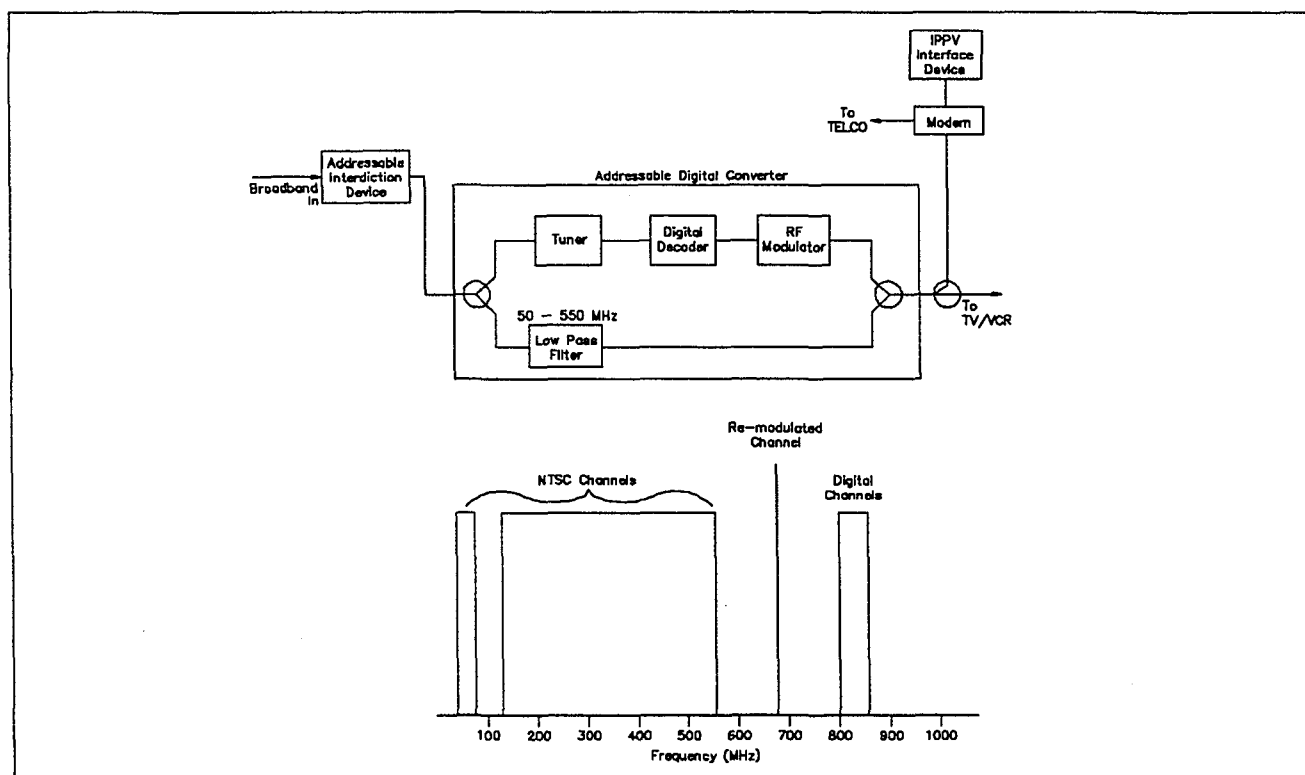 IPPV
Interface
Device
To
TELCO
Modem
Addressable
Interdiction
Device
Broadband
In
Addressable Digital Converter
Tuner
Digital
Decoder
RF
Modulator
50 - 550 MHz
Low Pass
Filter
To
TV/VCR
Re-modulated
Channel
NTSC Channels
Digital
Channels
100 200 300 400 500 600 700 800 900 1000
Frequency (MHz)